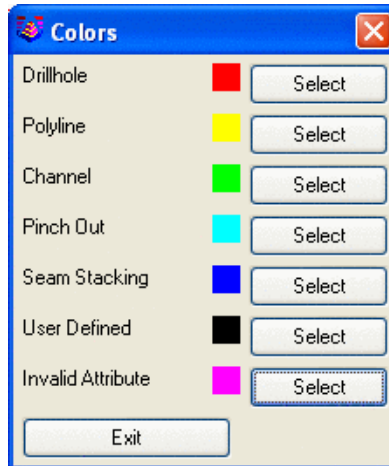 Colors
Drillhole Select
Polyline Select
Channel Select
Pinch Out Select
Seam Stacking Select
User Defined Select
Invalid Attribute Select
Exit